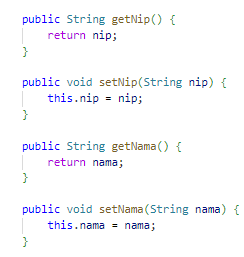 public String getNip() {
    return nip;
}

public void setNip(String nip) {
    this.nip = nip;
}

public String getNama() {
    return nama;
}

public void setNama(String nama) {
    this.nama = nama;
}